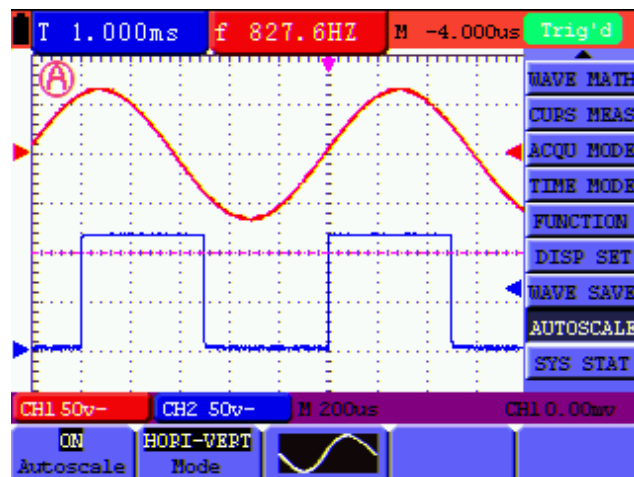 T 1.000ms f 827.6HZ M -4.000us Trig'd
A
WAVE MATH
CUPS MEAS
ACQU MODE
TIME MODE
FUNCTION
DISP SET
WAVE SAVE
AUTOSCALE
SYS STAT
CH1 50v- CH2 50v- M 200us CH1 0.00mv
ON HORI-VERT
Autoscale Mode